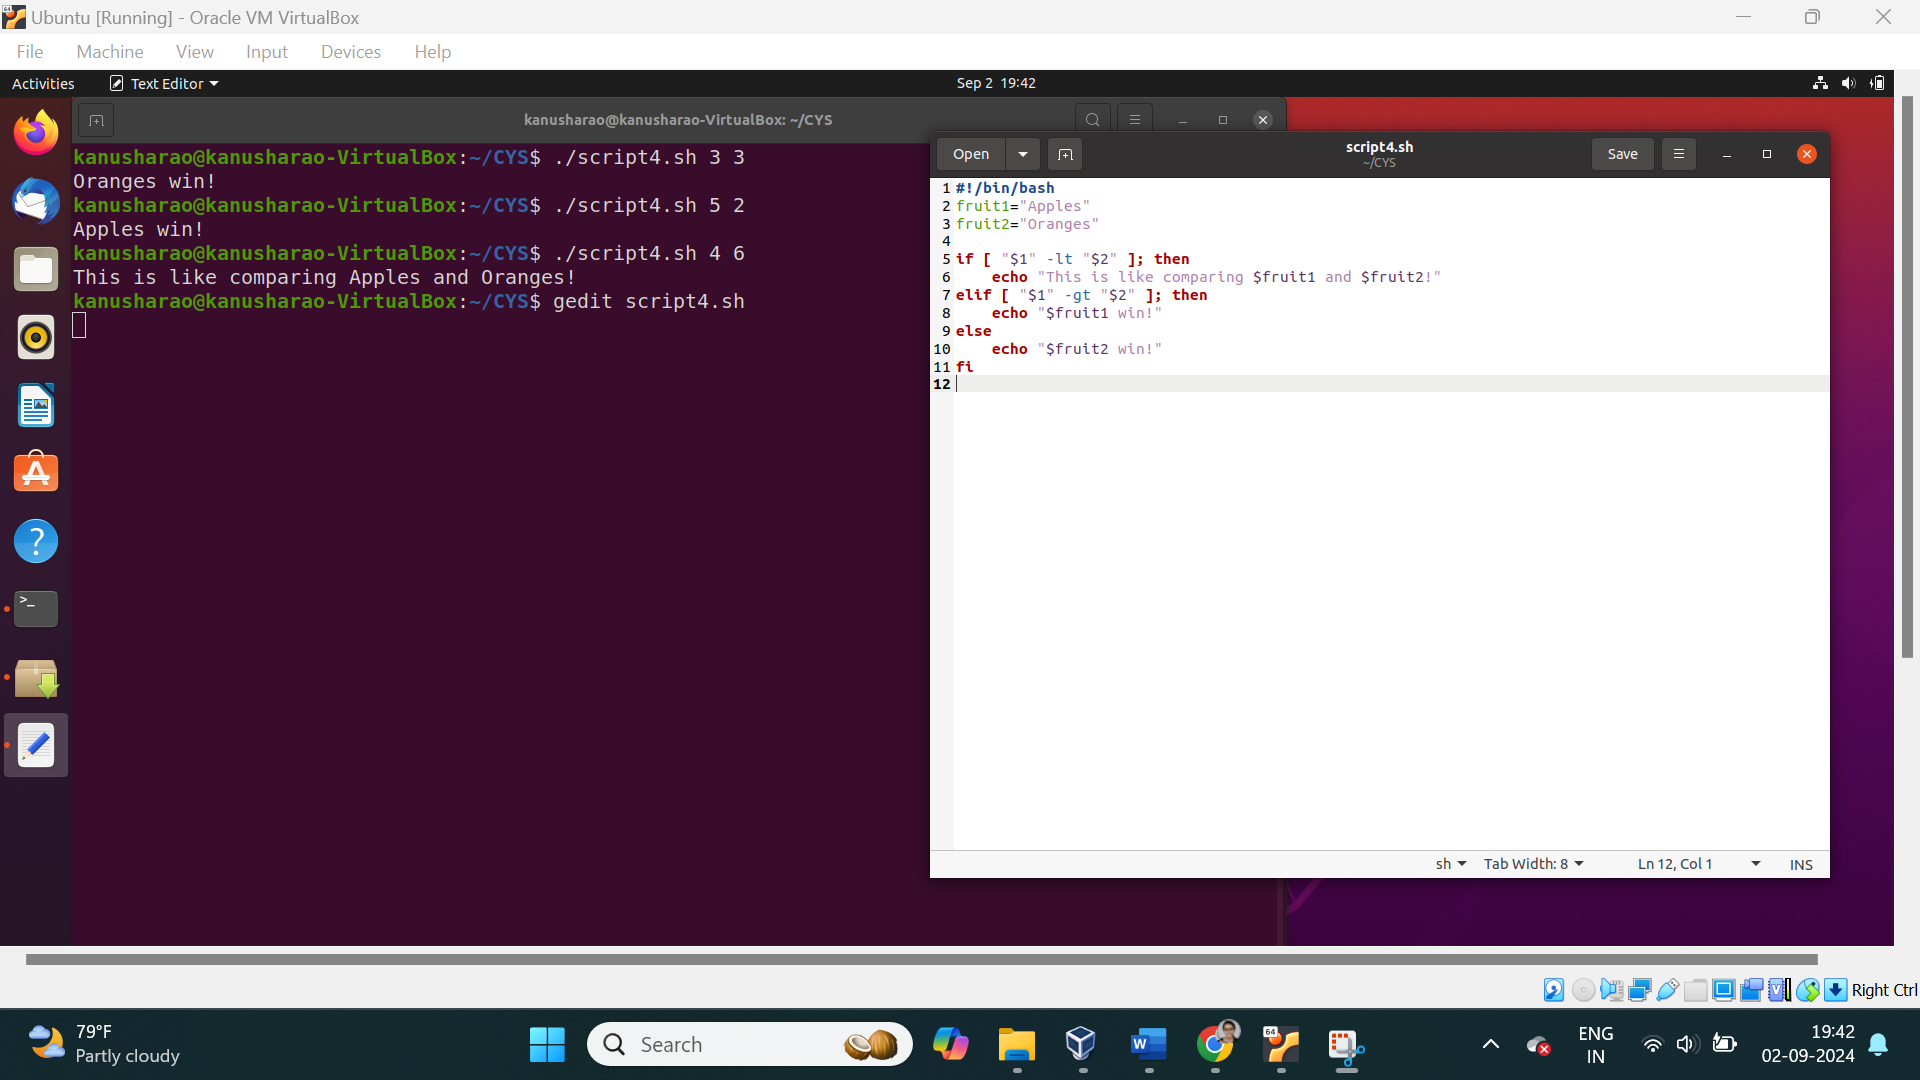 Ubuntu [Running] - Oracle VM VirtualBox
File Machine View Input Devices Help
Activities Text Editor Sep 2 19:42
kanusharao@kanusharao-VirtualBox: ~/CYS
kanusharao@kanusharao-VirtualBox:~/CYS$ ./script4.sh 3 3
Oranges win!
kanusharao@kanusharao-VirtualBox:~/CYS$ ./script4.sh 5 2
Apples win!
kanusharao@kanusharao-VirtualBox:~/CYS$ ./script4.sh 4 6
This is like comparing Apples and Oranges!
kanusharao@kanusharao-VirtualBox:~/CYS$ gedit script4.sh
Open script4.sh Save
~/CYS
1 #!/bin/bash
2 fruit1="Apples"
3 fruit2="Oranges"
4
5 if [ "$1" -lt "$2" ]; then
6     echo "This is like comparing $fruit1 and $fruit2!"
7 elif [ "$1" -gt "$2" ]; then
8     echo "$fruit1 win!"
9 else
10     echo "$fruit2 win!"
11 fi
12
sh Tab Width: 8 Ln 12, Col 1 INS
Right Ctrl
79°F
Partly cloudy
Search
ENG
IN
19:42
02-09-2024